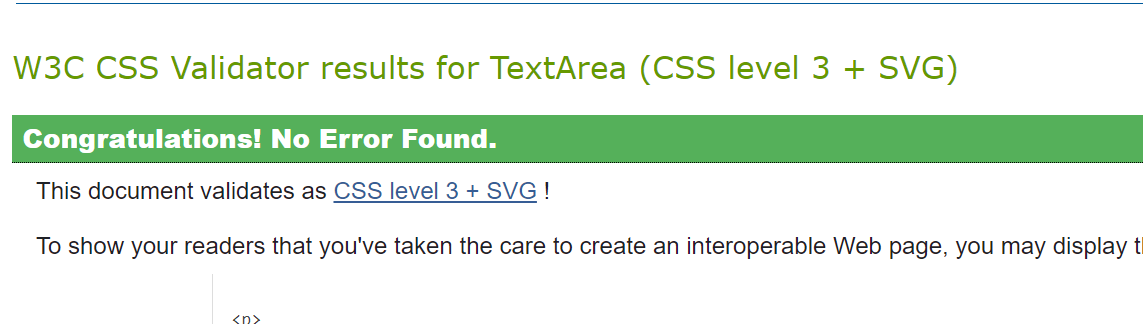 W3C CSS Validator results for TextArea (CSS level 3 + SVG)
Congratulations! No Error Found.
This document validates as CSS level 3 + SVG !
To show your readers that you've taken the care to create an interoperable Web page, you may display
<p>